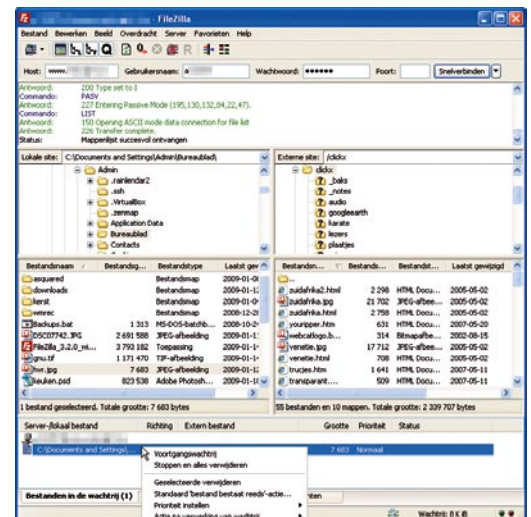 - FileZilla
Bestand Bewerken Beeld Overdracht Server Favorieten Help
Host: www. Gebruikersnaam: a Wachtwoord: ●●●●●● Poort: Snelverbinden
Antwoord: 200 Type set to I
Commando: PASV
Antwoord: 227 Entering Passive Mode (195,130,132,84,22,47).
Commando: LIST
Antwoord: 150 Opening ASCII mode data connection for file list
Antwoord: 226 Transfer complete.
Status: Mappenlijst succesvol ontvangen
Lokale site: C:\Documents and Settings\Admin\Bureaublad\
Admin
.rainlendar2
.ssh
.VirtualBox
.zenmap
Application Data
Bureaublad
Contacts
Externe site: /clickx
clickx
_baks
_notes
audio
googleearth
karate
lezers
plaatjes
Bestandsnaam Bestandsg... Bestandstype Laatst gew
asquared Bestandsmap 2009-01-08
downloads Bestandsmap 2009-01-1
kerst Bestandsmap 2009-01-0
winrec Bestandsmap 2008-12-2
Backups.bat 1 313 MS-DOS-batchb... 2008-10-2
DSC07742.JPG 2 691 588 JPEG-afbeelding 2009-01-1
FileZilla_3.2.0_wi... 3 793 182 Toepassing 2009-01-1
gnu.tif 1 171 470 TIF-afbeelding 2009-01-1
hwr.jpg 7 683 JPEG-afbeelding 2009-01-1
keuken.psd 823 538 Adobe Photosh... 2009-01-1
1 bestand geselecteerd. Totale grootte: 7 683 bytes
Bestandsn... Bestands... Bestandst... Laatst gewijzigd
..
zuidafrika2.html 2 298 HTML Docu... 2005-05-02
zuidafrika.jpg 21 702 JPEG-afbee... 2005-05-02
zuidafrika.html 2 758 HTML Docu... 2005-05-02
youripper.htm 631 HTML Docu... 2007-05-20
webcatlogo.b... 314 Bitmapafbe... 2002-08-15
venetie.jpg 17 712 JPEG-afbee... 2005-05-02
venetie.html 708 HTML Docu... 2005-05-02
trucjes.htm 1 641 HTML Docu... 2007-05-11
transparant.... 509 HTML Docu... 2007-05-11
55 bestanden en 10 mappen. Totale grootte: 2 339 707 bytes
Server-/lokaal bestand Richting Extern bestand Grootte Prioriteit Status
C:\Documents and Settings\... 7 683 Normaal
Voortgangswachtrij
Stoppen en alles verwijderen
Geselecteerde verwijderen
Standaard 'bestand bestaat reeds'-actie...
Prioriteit instellen
Actie na verwerking van wachtrij
Bestanden in de wachtrij (1)
Wachtrij: 8 KiB